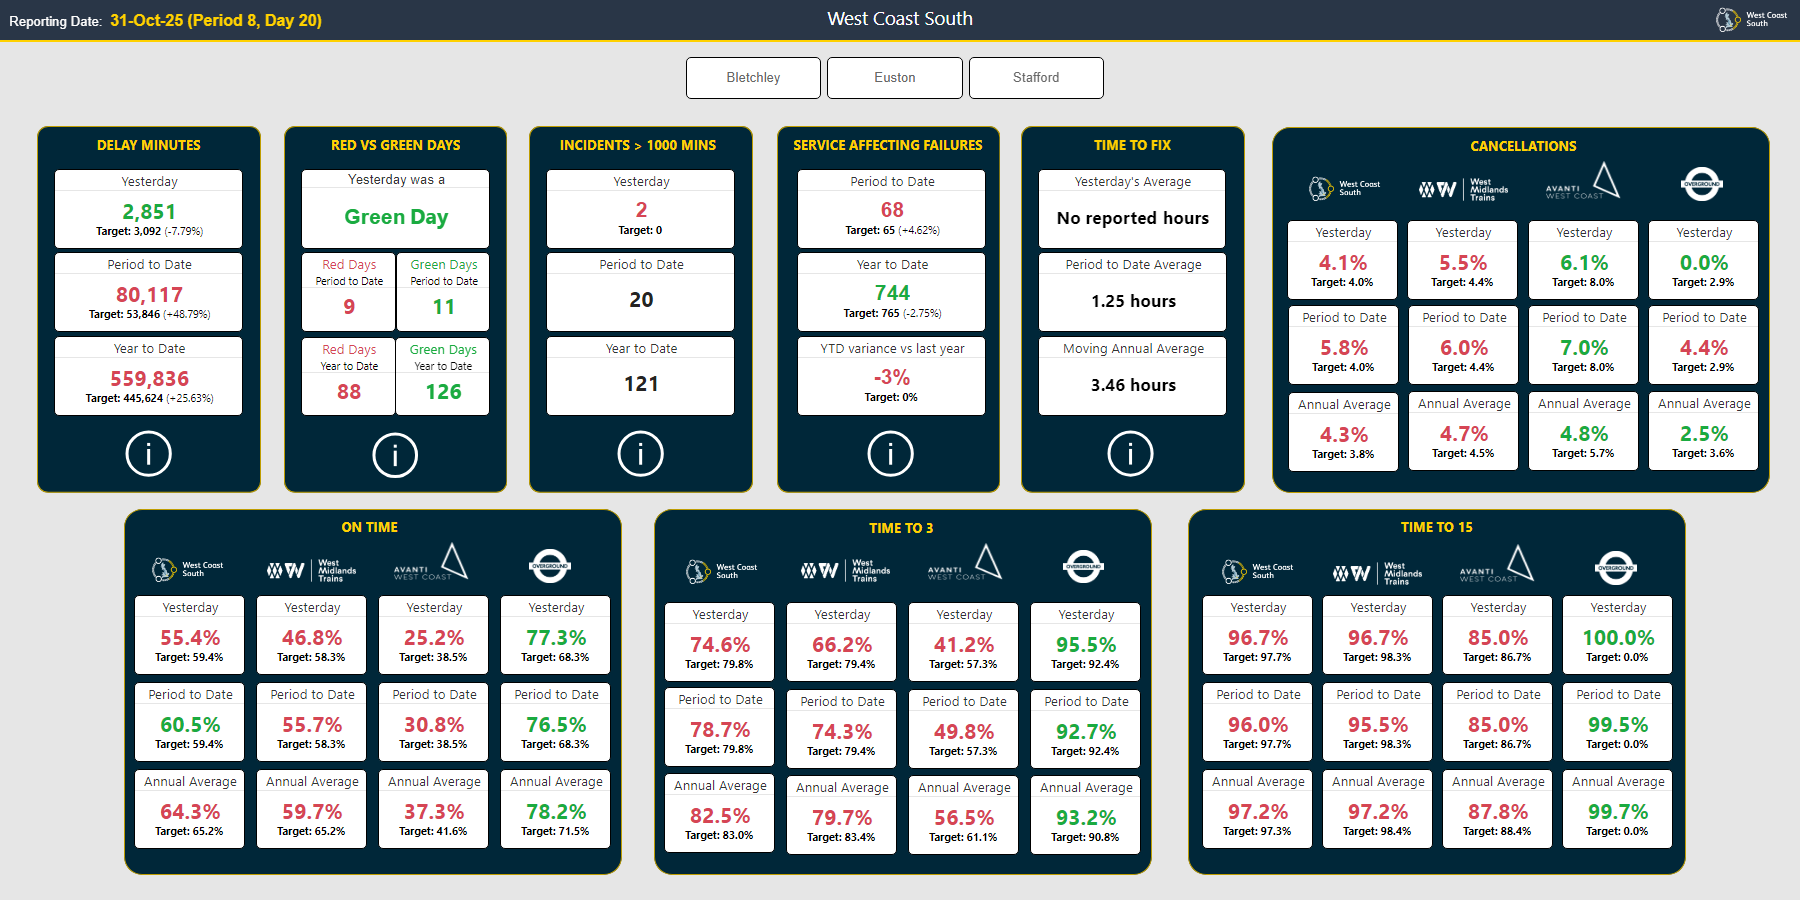 Reporting Date: 31-Oct-25 (Period 8, Day 20)
West Coast South
West Coast
South
Bletchley
Euston
Stafford
DELAY MINUTES
Yesterday
2,851
Target: 3,092 (-7.79%)
Period to Date
80,117
Target: 53,846 (+48.79%)
Year to Date
559,836
Target: 445,624 (+25.63%)
i
RED VS GREEN DAYS
Yesterday was a
Green Day
Red Days
Period to Date
9
Green Days
Period to Date
11
Red Days
Year to Date
88
Green Days
Year to Date
126
i
INCIDENTS > 1000 MINS
Yesterday
2
Target: 0
Period to Date
20
Year to Date
121
i
SERVICE AFFECTING FAILURES
Period to Date
68
Target: 65 (+4.62%)
Year to Date
744
Target: 765 (-2.75%)
YTD variance vs last year
-3%
Target: 0%
i
TIME TO FIX
Yesterday's Average
No reported hours
Period to Date Average
1.25 hours
Moving Annual Average
3.46 hours
i
CANCELLATIONS
West Coast
South
West
Midlands
Trains
AVANTI
WEST COAST
OVERGROUND
Yesterday
4.1%
Target: 4.0%
Yesterday
5.5%
Target: 4.4%
Yesterday
6.1%
Target: 8.0%
Yesterday
0.0%
Target: 2.9%
Period to Date
5.8%
Target: 4.0%
Period to Date
6.0%
Target: 4.4%
Period to Date
7.0%
Target: 8.0%
Period to Date
4.4%
Target: 2.9%
Annual Average
4.3%
Target: 3.8%
Annual Average
4.7%
Target: 4.5%
Annual Average
4.8%
Target: 5.7%
Annual Average
2.5%
Target: 3.6%
ON TIME
West Coast
South
West
Midlands
Trains
AVANTI
WEST COAST
OVERGROUND
Yesterday
55.4%
Target: 59.4%
Yesterday
46.8%
Target: 58.3%
Yesterday
25.2%
Target: 38.5%
Yesterday
77.3%
Target: 68.3%
Period to Date
60.5%
Target: 59.4%
Period to Date
55.7%
Target: 58.3%
Period to Date
30.8%
Target: 38.5%
Period to Date
76.5%
Target: 68.3%
Annual Average
64.3%
Target: 65.2%
Annual Average
59.7%
Target: 65.2%
Annual Average
37.3%
Target: 41.6%
Annual Average
78.2%
Target: 71.5%
TIME TO 3
West Coast
South
West
Midlands
Trains
AVANTI
WEST COAST
OVERGROUND
Yesterday
74.6%
Target: 79.8%
Yesterday
66.2%
Target: 79.4%
Yesterday
41.2%
Target: 57.3%
Yesterday
95.5%
Target: 92.4%
Period to Date
78.7%
Target: 79.8%
Period to Date
74.3%
Target: 79.4%
Period to Date
49.8%
Target: 57.3%
Period to Date
92.7%
Target: 92.4%
Annual Average
82.5%
Target: 83.0%
Annual Average
79.7%
Target: 83.4%
Annual Average
56.5%
Target: 61.1%
Annual Average
93.2%
Target: 90.8%
TIME TO 15
West Coast
South
West
Midlands
Trains
AVANTI
WEST COAST
OVERGROUND
Yesterday
96.7%
Target: 97.7%
Yesterday
96.7%
Target: 98.3%
Yesterday
85.0%
Target: 86.7%
Yesterday
100.0%
Target: 0.0%
Period to Date
96.0%
Target: 97.7%
Period to Date
95.5%
Target: 98.3%
Period to Date
85.0%
Target: 86.7%
Period to Date
99.5%
Target: 0.0%
Annual Average
97.2%
Target: 97.3%
Annual Average
97.2%
Target: 98.4%
Annual Average
87.8%
Target: 88.4%
Annual Average
99.7%
Target: 0.0%